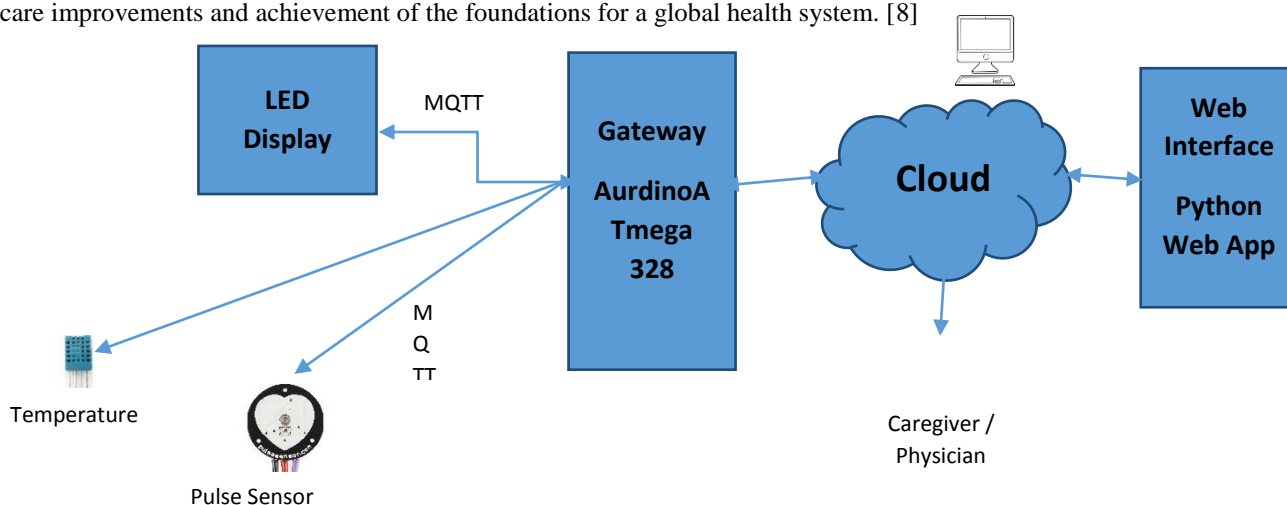 care improvements and achievement of the foundations for a global health system. [8]
LED
Display
MQTT
Gateway
AurdinoA
Tmega
328
Cloud
Web
Interface
Python
Web App
M
Q
TT
Temperature
Pulse Sensor
Caregiver /
Physician